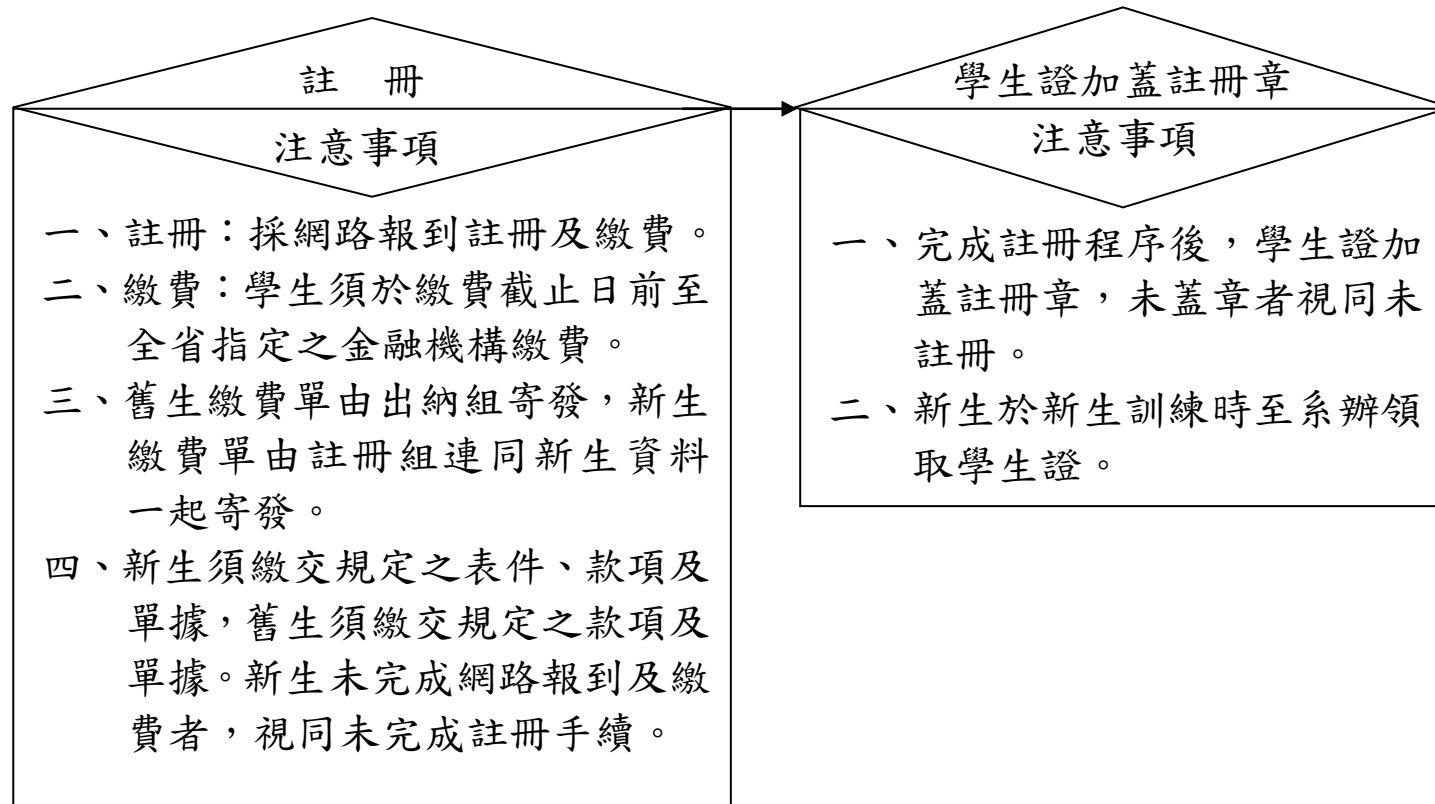 註 冊
注意事項
一、註冊：採網路報到註冊及繳費。
二、繳費：學生須於繳費截止日前至
全省指定之金融機構繳費。
三、舊生繳費單由出納組寄發，新生
繳費單由註冊組連同新生資料
一起寄發。
四、新生須繳交規定之表件、款項及
單據，舊生須繳交規定之款項及
單據。新生未完成網路報到及繳
費者，視同未完成註冊手續。
學生證加蓋註冊章
注意事項
一、完成註冊程序後，學生證加
蓋註冊章，未蓋章者視同未
註冊。
二、新生於新生訓練時至系辦領
取學生證。